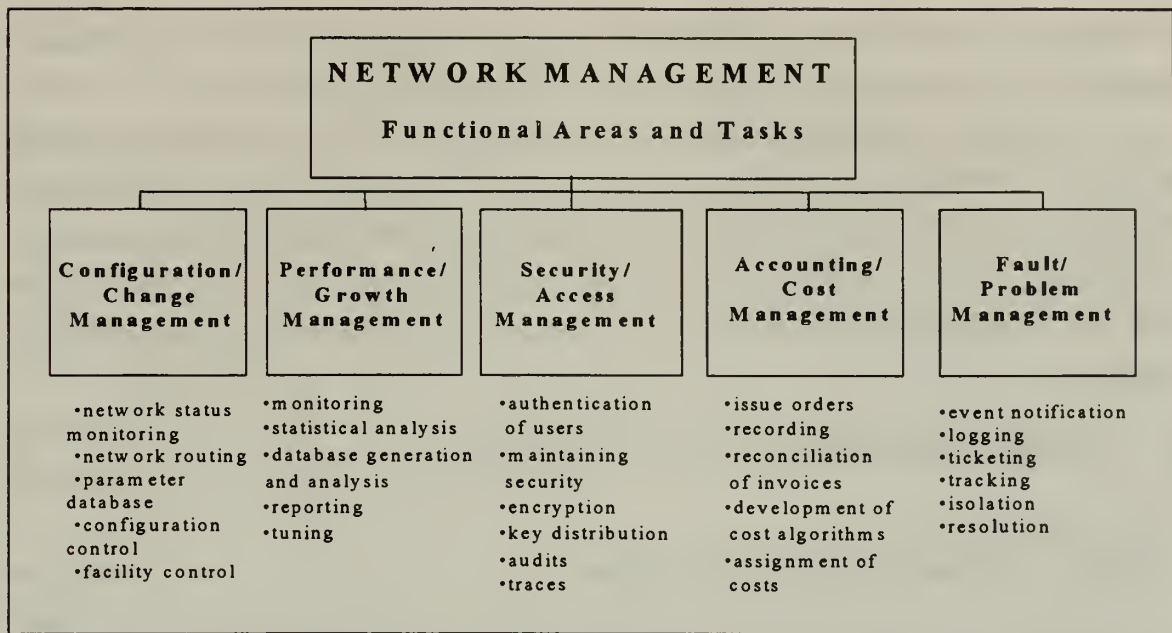 NETWORK MANAGEMENT
Functional Areas and Tasks
Configuration/
Change
Management
Performance/
Growth
Management
Security/
Access
Management
Accounting/
Cost
Management
Fault/
Problem
Management
•network status
monitoring
•network routing
•parameter
database
•configuration
control
•facility control
•monitoring
•statistical analysis
•database generation
and analysis
•reporting
•tuning
•authentication
of users
•maintaining
security
•encryption
•key distribution
•audits
•traces
•issue orders
•recording
•reconciliation
of invoices
•development of
cost algorithms
•assignment of
costs
•event notification
•logging
•ticketing
•tracking
•isolation
•resolution